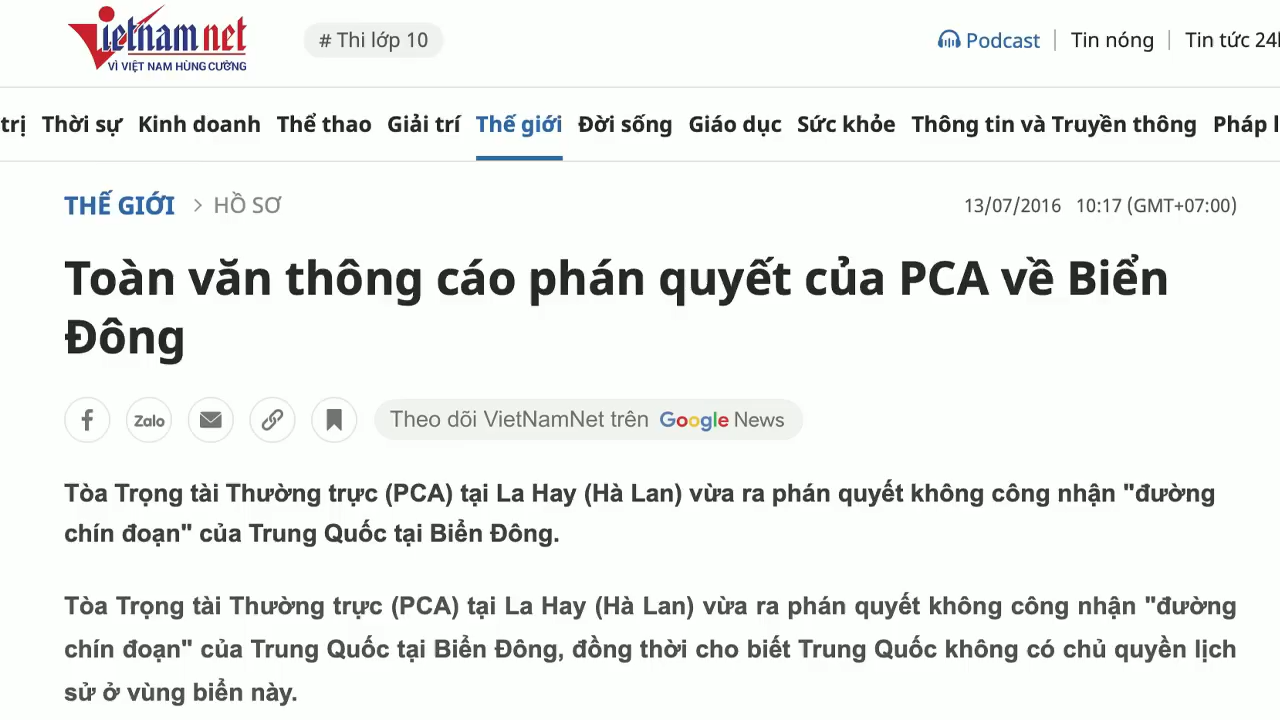 Vietnamnet
VÌ VIỆT NAM HÙNG CƯỜNG
# Thi lớp 10
Podcast | Tin nóng | Tin tức 24
trị Thời sự Kinh doanh Thể thao Giải trí Thế giới Đời sống Giáo dục Sức khỏe Thông tin và Truyền thông Pháp l
THẾ GIỚI > HỒ SƠ
13/07/2016 10:17 (GMT+07:00)
Toàn văn thông cáo phán quyết của PCA về Biển
Đông
Zalo
Theo dõi VietNamNet trên Google News
Tòa Trọng tài Thường trực (PCA) tại La Hay (Hà Lan) vừa ra phán quyết không công nhận "đường
chín đoạn" của Trung Quốc tại Biển Đông.
Tòa Trọng tài Thường trực (PCA) tại La Hay (Hà Lan) vừa ra phán quyết không công nhận "đường
chín đoạn" của Trung Quốc tại Biển Đông, đồng thời cho biết Trung Quốc không có chủ quyền lịch
sử ở vùng biển này.